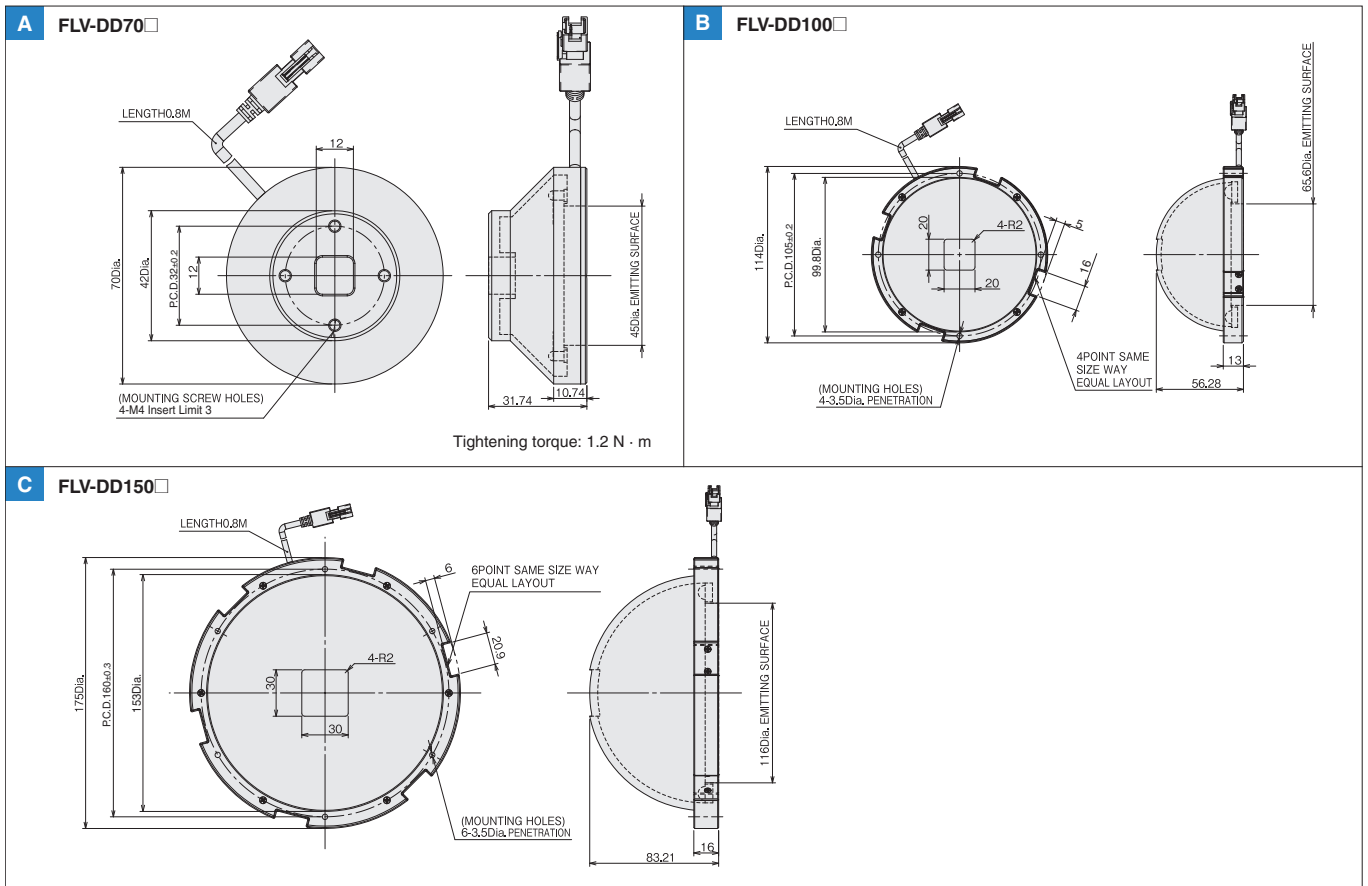 A FLV-DD70□
LENGTH0.8M
12
70Dia.
42Dia.
P.C.D.32±0.2
12
(MOUNTING SCREW HOLES)
4-M4 Insert Limit 3
45Dia. EMITTING SURFACE
10.74
31.74
Tightening torque: 1.2 N · m
B FLV-DD100□
LENGTH0.8M
114Dia.
P.C.D.105±0.2
99.8Dia.
20
4-R2
20
5
16
(MOUNTING HOLES)
4-3.5Dia. PENETRATION
4POINT SAME
SIZE WAY
EQUAL LAYOUT
65.6Dia. EMITTING SURFACE
13
56.28
C FLV-DD150□
LENGTH0.8M
175Dia.
P.C.D.160±0.3
153Dia.
30
4-R2
30
6
6POINT SAME SIZE WAY
EQUAL LAYOUT
20.9
(MOUNTING HOLES)
6-3.5Dia. PENETRATION
116Dia. EMITTING SURFACE
16
83.21